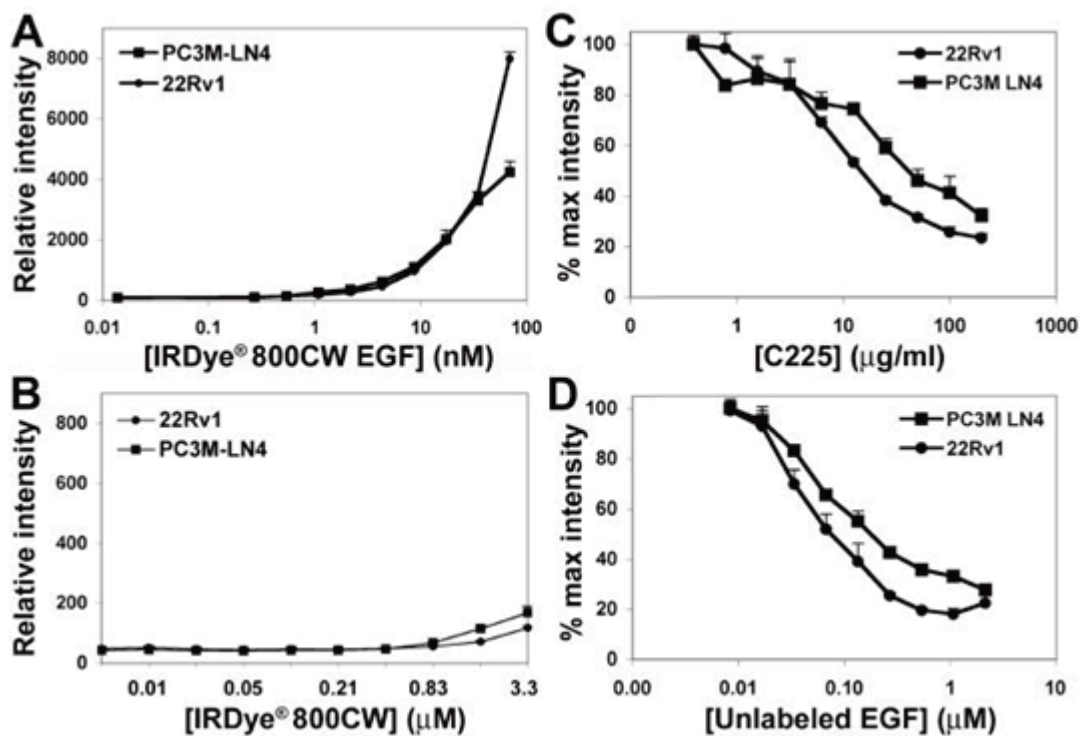 A
Relative intensity
8000
6000
4000
2000
0
PC3M-LN4
22Rv1
0.01 0.1 1 10 100
[IRDye® 800CW EGF] (nM)
B
Relative intensity
800
600
400
200
0
22Rv1
PC3M-LN4
0.01 0.05 0.21 0.83 3.3
[IRDye® 800CW] (μM)
C
% max intensity
100
80
60
40
20
0
22Rv1
PC3M LN4
0 1 10 100 1000
[C225] (μg/ml)
D
% max intensity
100
80
60
40
20
0
PC3M LN4
22Rv1
0.00 0.01 0.10 1 10
[Unlabeled EGF] (μM)